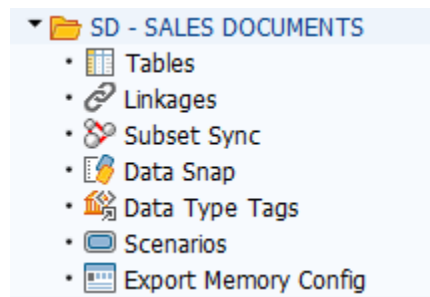 SD - SALES DOCUMENTS
Tables
Linkages
Subset Sync
Data Snap
Data Type Tags
Scenarios
Export Memory Config